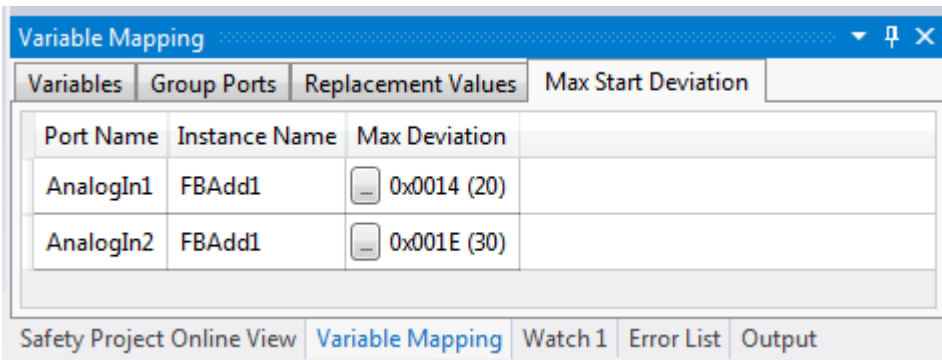 Variable Mapping
Variables Group Ports Replacement Values Max Start Deviation
Port Name Instance Name Max Deviation
AnalogIn1 FBAdd1 ... 0x0014 (20)
AnalogIn2 FBAdd1 ... 0x001E (30)
Safety Project Online View Variable Mapping Watch 1 Error List Output